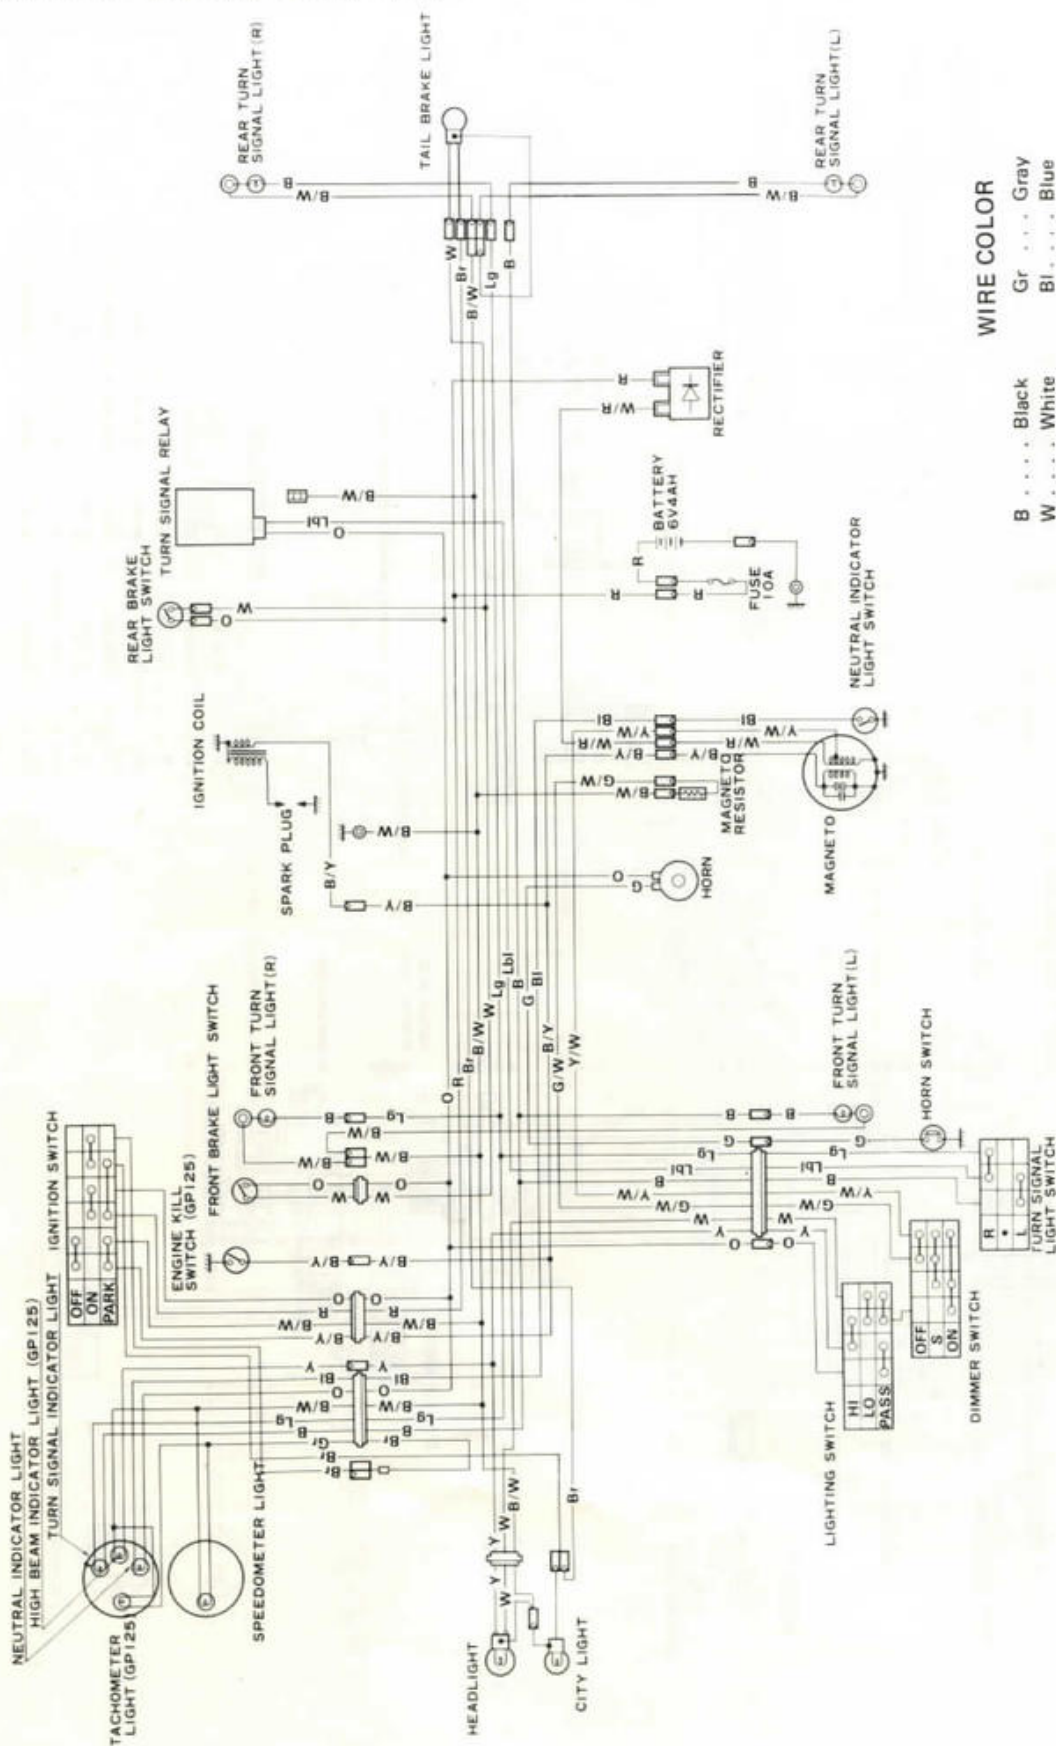 NEUTRAL INDICATOR LIGHT
HIGH BEAM INDICATOR LIGHT (GP125)
TURN SIGNAL INDICATOR LIGHT
IGNITION SWITCH
OFF
ON
PARK
TACHOMETER
LIGHT (GP125)
SPEEDOMETER LIGHT
ENGINE KILL
SWITCH (GP125)
FRONT BRAKE LIGHT SWITCH
FRONT TURN
SIGNAL LIGHT(R)
SPARK PLUG
IGNITION COIL
REAR BRAKE
LIGHT SWITCH
TURN SIGNAL RELAY
REAR TURN
SIGNAL LIGHT(R)
TAIL BRAKE LIGHT
REAR TURN
SIGNAL LIGHT(L)
RECTIFIER
BATTERY
6V4AH
FUSE
10A
NEUTRAL INDICATOR
LIGHT SWITCH
MAGNETO
RESISTOR
MAGNETO
HORN
FRONT TURN
SIGNAL LIGHT(L)
HORN SWITCH
TURN SIGNAL
LIGHT SWITCH
R
•
L
DIMMER SWITCH
OFF
S
ON
LIGHTING SWITCH
HI
LO
PASS
HEADLIGHT
CITY LIGHT
O
R
Br
B/W
W
Lg
Lbl
B
G
Bl
B/Y
G/W
Y/W
Y
Gr
W/R
WIRE COLOR
B . . . . Black
Gr . . . . Gray
W . . . . White
Bl . . . . Blue